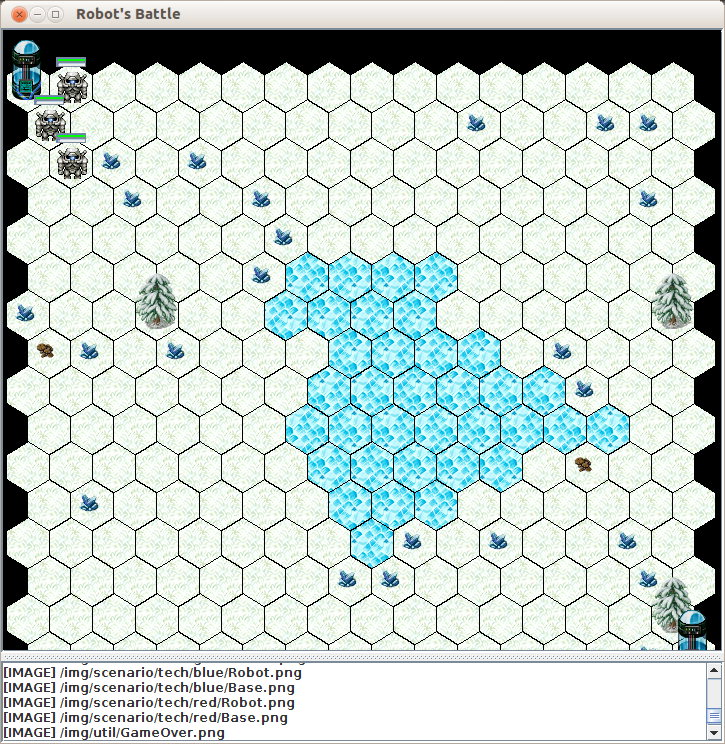 Robot's Battle
[IMAGE] /img/scenario/tech/blue/Robot.png
[IMAGE] /img/scenario/tech/blue/Base.png
[IMAGE] /img/scenario/tech/red/Robot.png
[IMAGE] /img/scenario/tech/red/Base.png
[IMAGE] /img/util/GameOver.png